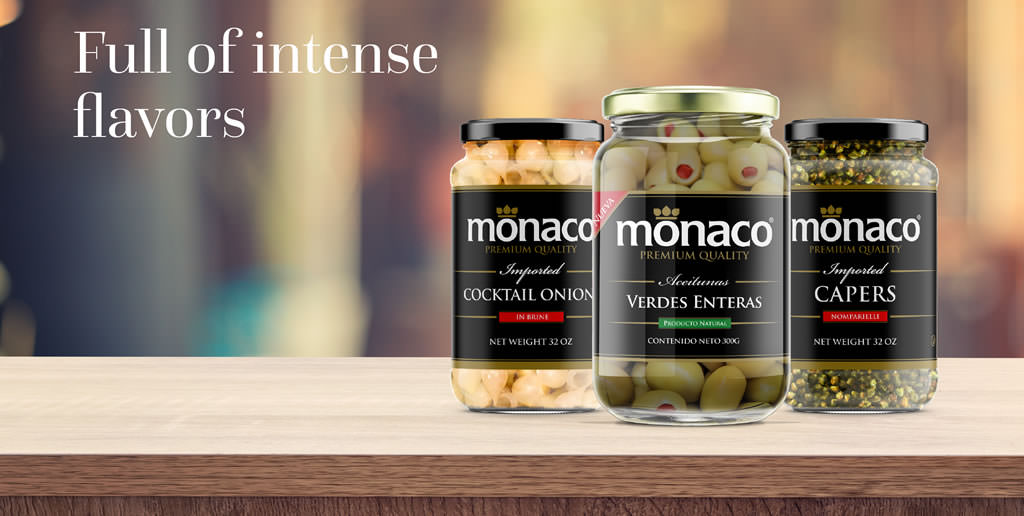 Full of intense
flavors
monaco
PREMIUM QUALITY
Imported
COCKTAIL ONION
IN BRINE
NET WEIGHT 32 OZ
NUEVA
monaco®
PREMIUM QUALITY
Aceitunas
VERDES ENTERAS
PRODUCTO NATURAL
CONTENIDO NETO 300G
monaco®
PREMIUM QUALITY
Imported
CAPERS
NOMPARIELLE
NET WEIGHT 32 OZ